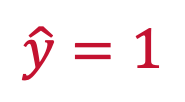 ŷ = 1